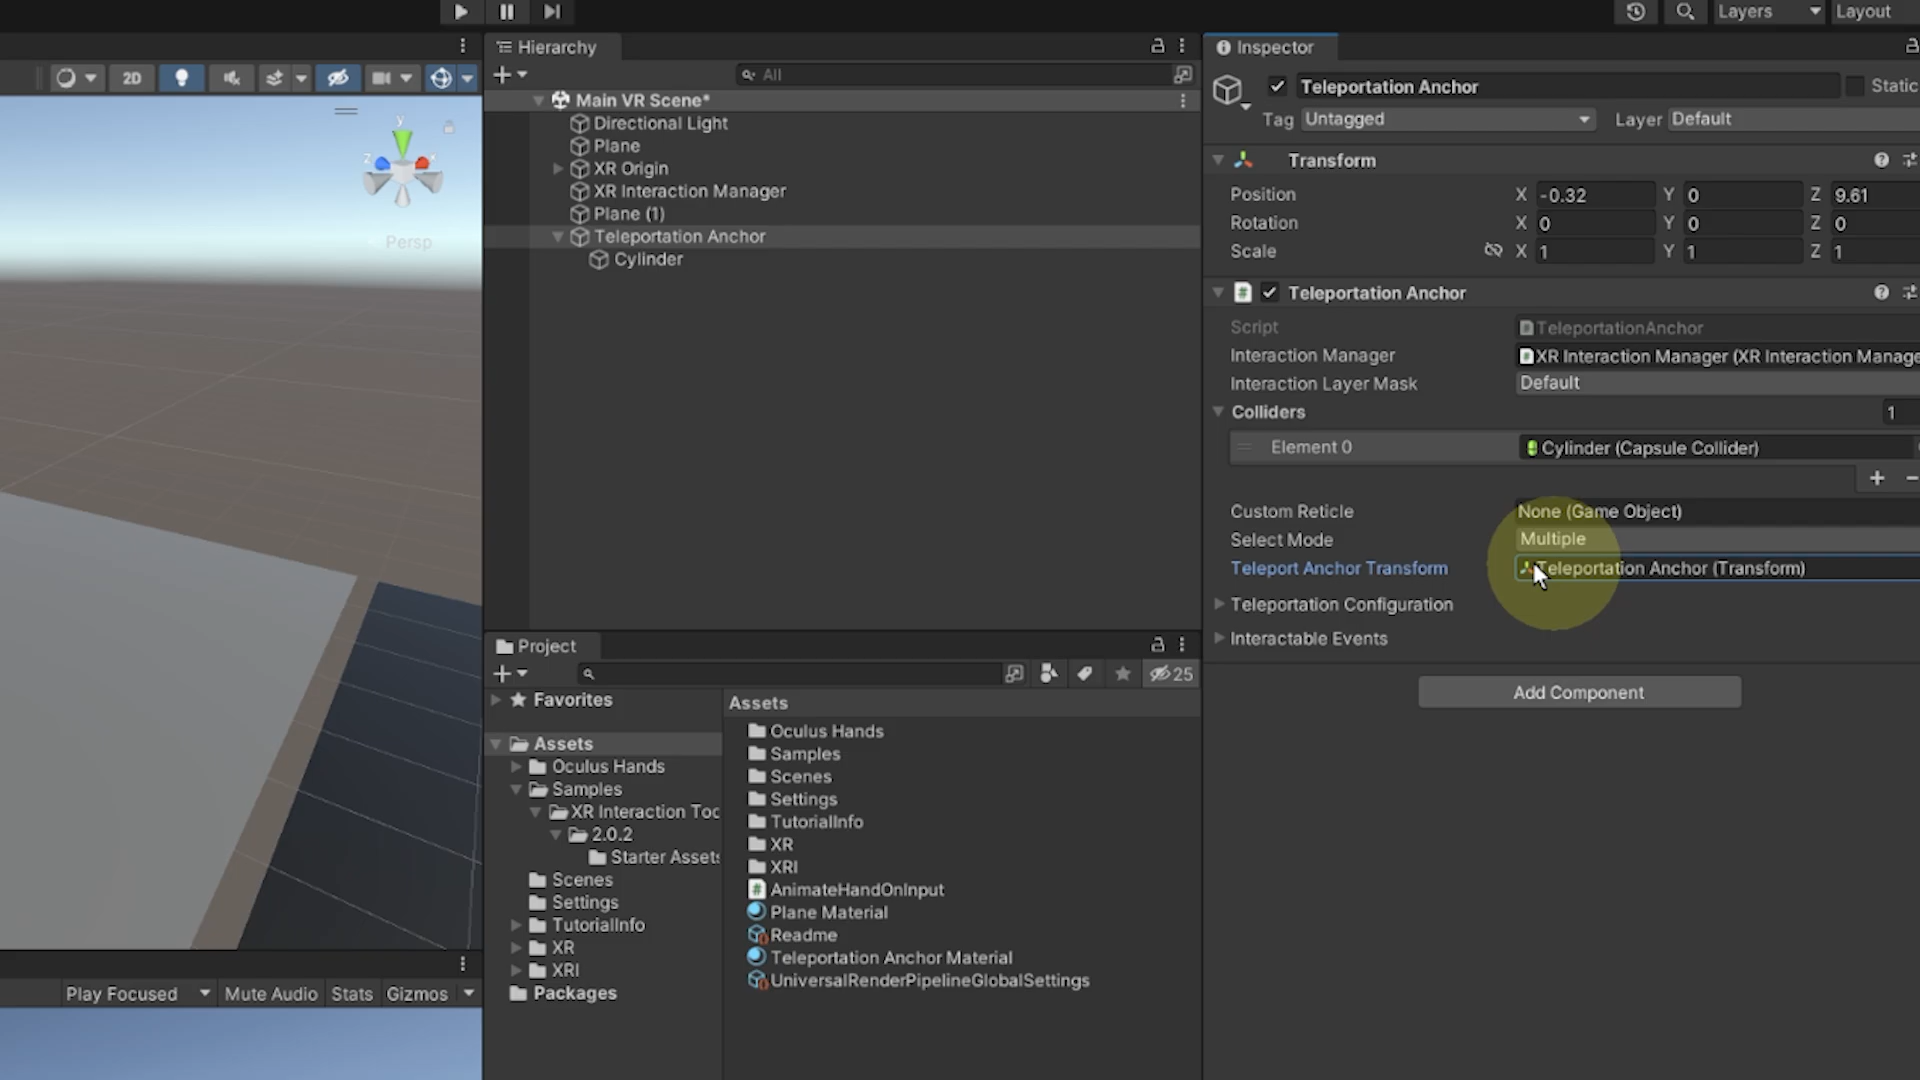 Layers
Layout
2D
Persp
y
z
x
Play Focused
Mute Audio
Stats
Gizmos
Hierarchy
All
Main VR Scene*
Directional Light
Plane
XR Origin
XR Interaction Manager
Plane (1)
Teleportation Anchor
Cylinder
Project
25
Favorites
Assets
Oculus Hands
Samples
XR Interaction Too
2.0.2
Starter Assets
Scenes
Settings
TutorialInfo
XR
XRI
Packages
Assets
Oculus Hands
Samples
Scenes
Settings
TutorialInfo
XR
XRI
AnimateHandOnInput
Plane Material
Readme
Teleportation Anchor Material
UniversalRenderPipelineGlobalSettings
Inspector
Teleportation Anchor
Static
Tag Untagged
Layer Default
Transform
Position X -0.32 Y 0 Z 9.61
Rotation X 0 Y 0 Z 0
Scale X 1 Y 1 Z 1
# Teleportation Anchor
Script TeleportationAnchor
Interaction Manager XR Interaction Manager (XR Interaction Manage
Interaction Layer Mask Default
Colliders 1
Element 0 Cylinder (Capsule Collider)
Custom Reticle None (Game Object)
Select Mode Multiple
Teleport Anchor Transform Teleportation Anchor (Transform)
Teleportation Configuration
Interactable Events
Add Component